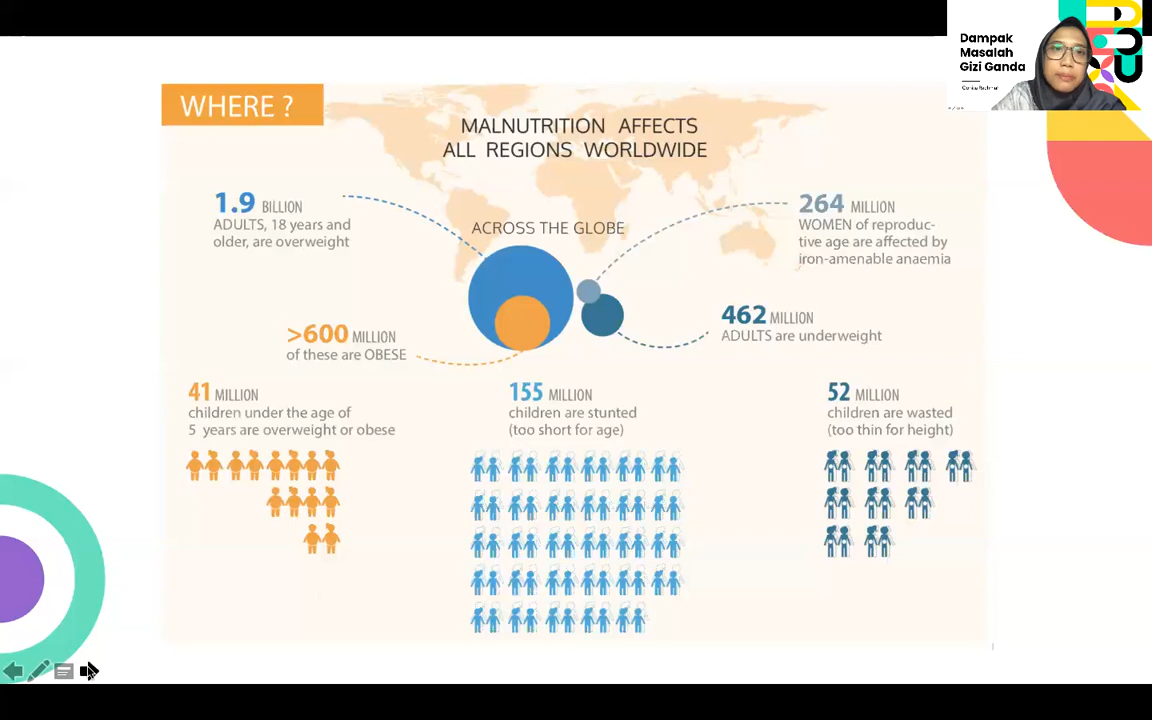 Dampak
Masalah
Gizi Ganda
WHERE ?
MALNUTRITION AFFECTS
ALL REGIONS WORLDWIDE
1.9 BILLION
ADULTS, 18 years and
older, are overweight
ACROSS THE GLOBE
264 MILLION
WOMEN of reproduc-
tive age are affected by
iron-amenable anaemia
>600 MILLION
of these are OBESE
462 MILLION
ADULTS are underweight
41 MILLION
children under the age of
5 years are overweight or obese
155 MILLION
children are stunted
(too short for age)
52 MILLION
children are wasted
(too thin for height)